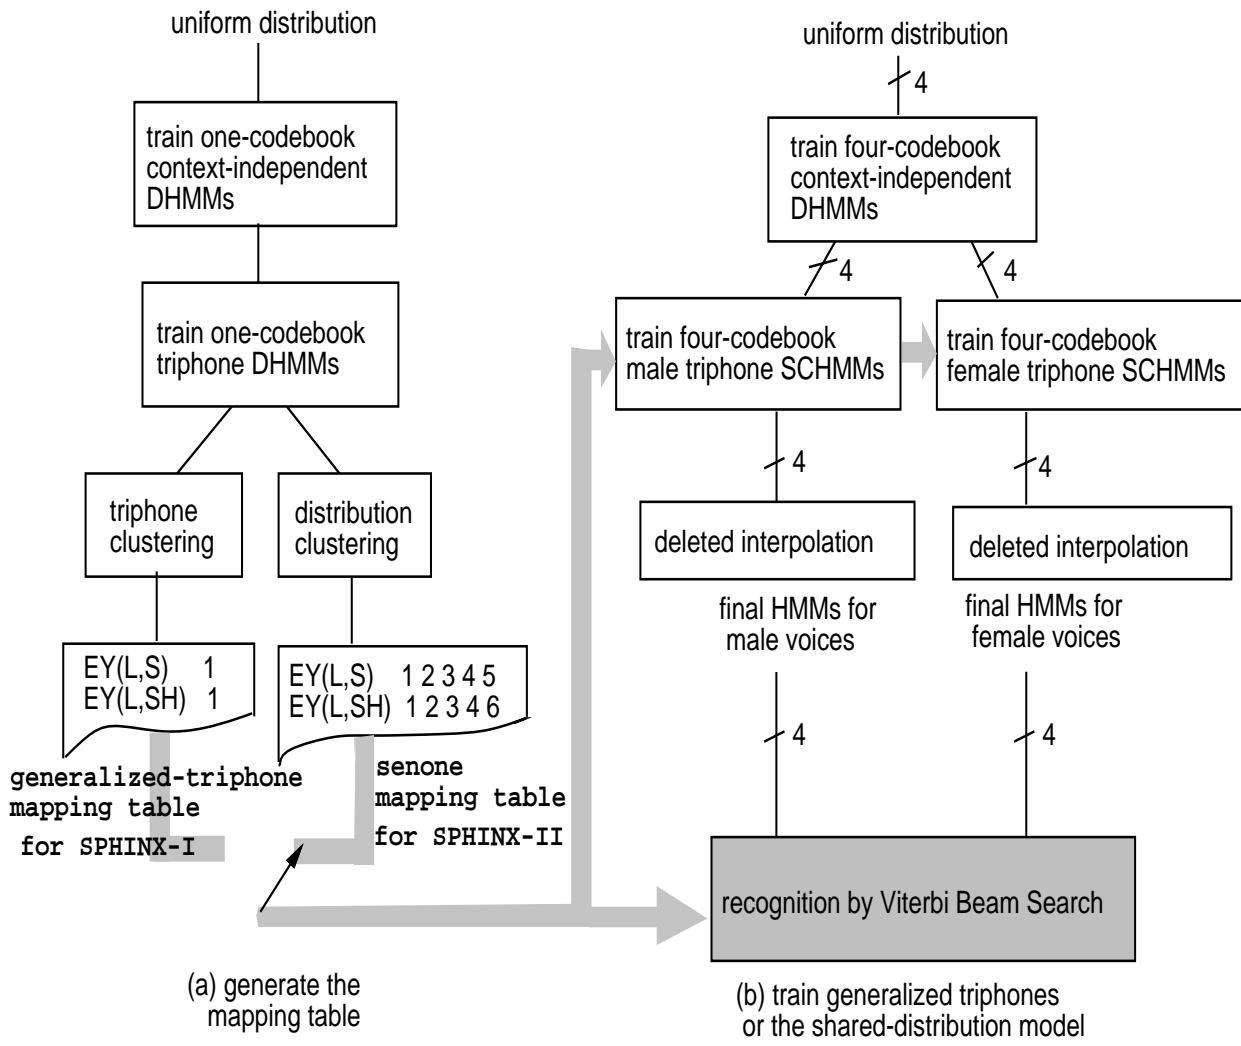 uniform distribution
train one-codebook
context-independent
DHMMs
train one-codebook
triphone DHMMs
triphone
clustering
distribution
clustering
EY(L,S) 1
EY(L,SH) 1
EY(L,S) 1 2 3 4 5
EY(L,SH) 1 2 3 4 6
generalized-triphone
mapping table
for SPHINX-I
senone
mapping table
for SPHINX-II
(a) generate the
mapping table
uniform distribution
4
train four-codebook
context-independent
DHMMs
4
4
train four-codebook
male triphone SCHMMs
train four-codebook
female triphone SCHMMs
4
4
deleted interpolation
deleted interpolation
final HMMs for
male voices
final HMMs for
female voices
4
4
recognition by Viterbi Beam Search
(b) train generalized triphones
or the shared-distribution model